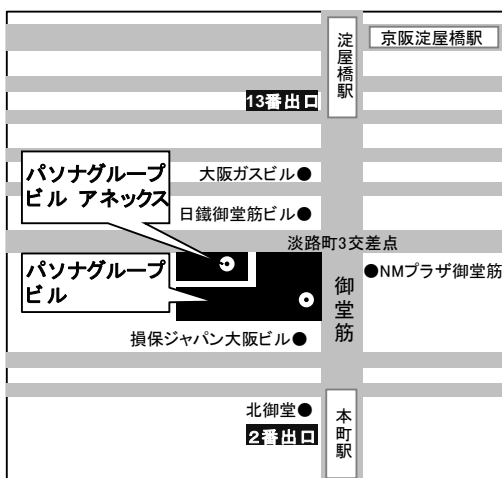 淀屋橋駅
京阪淀屋橋駅
13番出口
大阪ガスビル●
パソナグループ
ビル アネックス
日鐵御堂筋ビル●
淡路町3交差点
パソナグループ
ビル
●NMプラザ御堂筋
御堂筋
損保ジャパン大阪ビル●
北御堂●
2番出口
本町駅